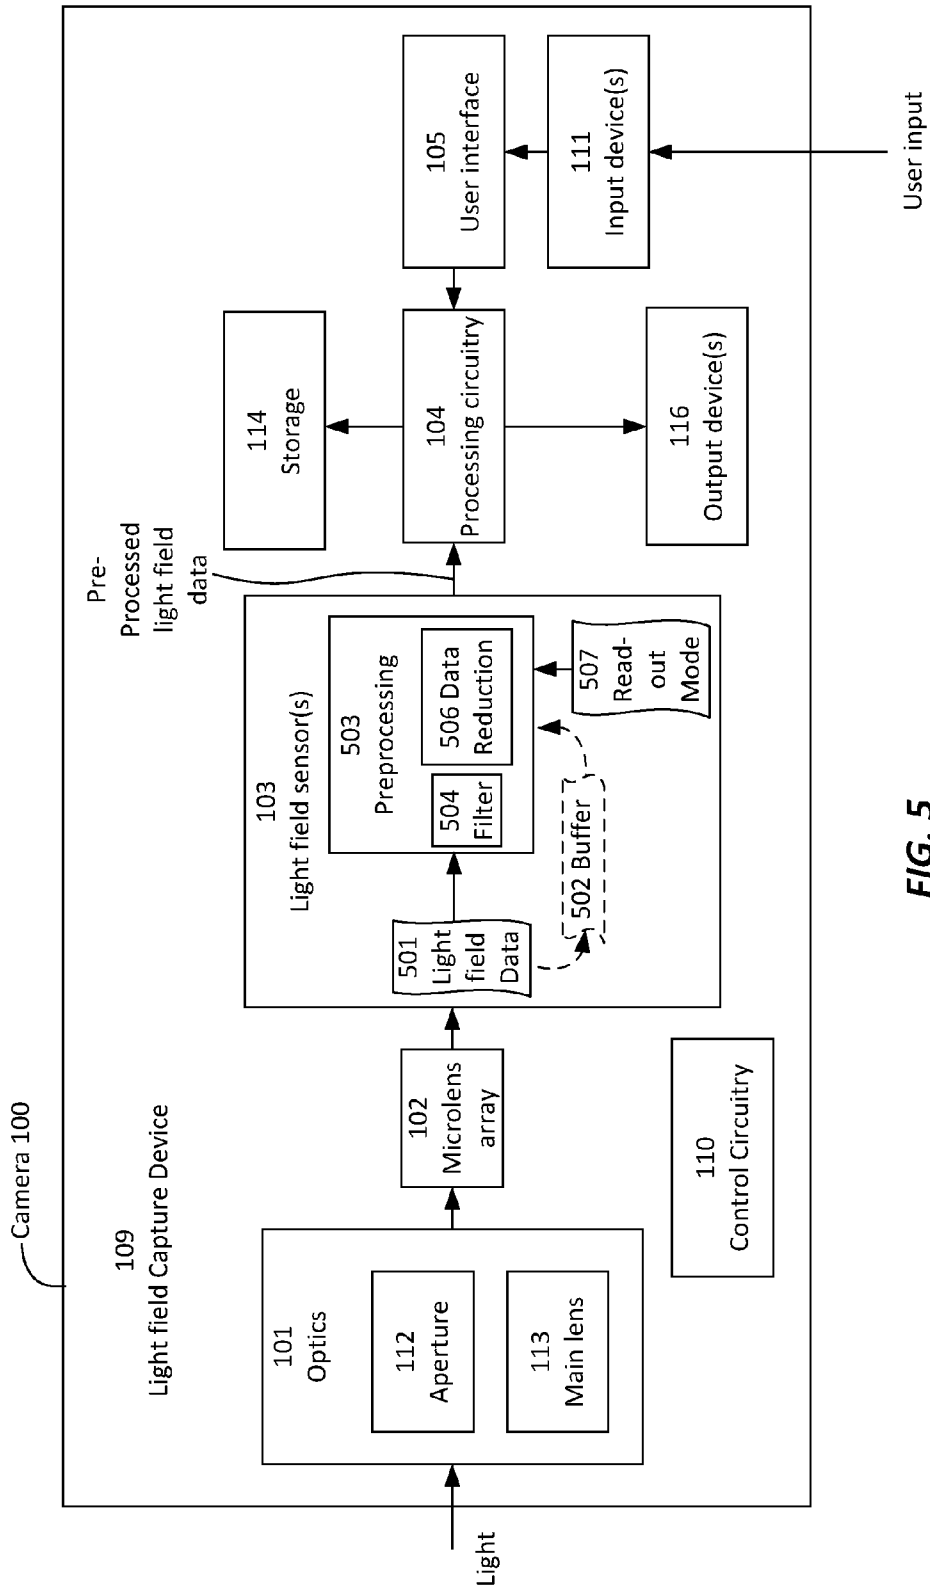 Camera 100
109
Light field Capture Device
Light
101
Optics
112
Aperture
113
Main lens
102
Microlens
array
110
Control Circuitry
103
Light field sensor(s)
501
Light
field
Data
503
Preprocessing
504
Filter
506 Data
Reduction
502 Buffer
507
Read-
out
Mode
Pre-
Processed
light field
data
114
Storage
104
Processing circuitry
116
Output device(s)
105
User interface
111
Input device(s)
User input
FIG. 5